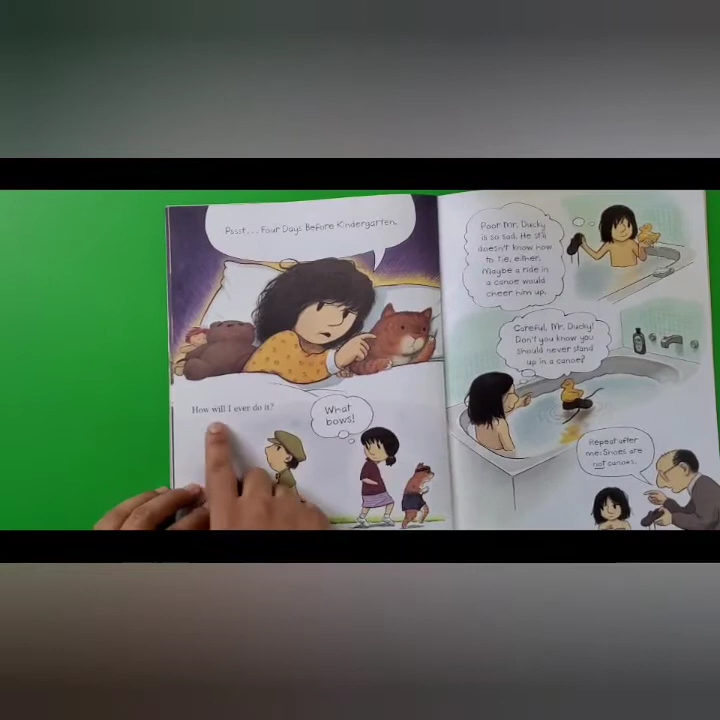 Pssst... Four Days Before Kindergarten.
How will I ever do it?
What
bows!
Poor Mr. Ducky
is so sad. He still
doesn't know how
to tie, either.
Maybe a ride in
a canoe would
cheer him up.
Careful, Mr. Ducky!
Don't you know you
should never stand
up in a canoe?
Repeat after
me: Shoes are
not canoes.